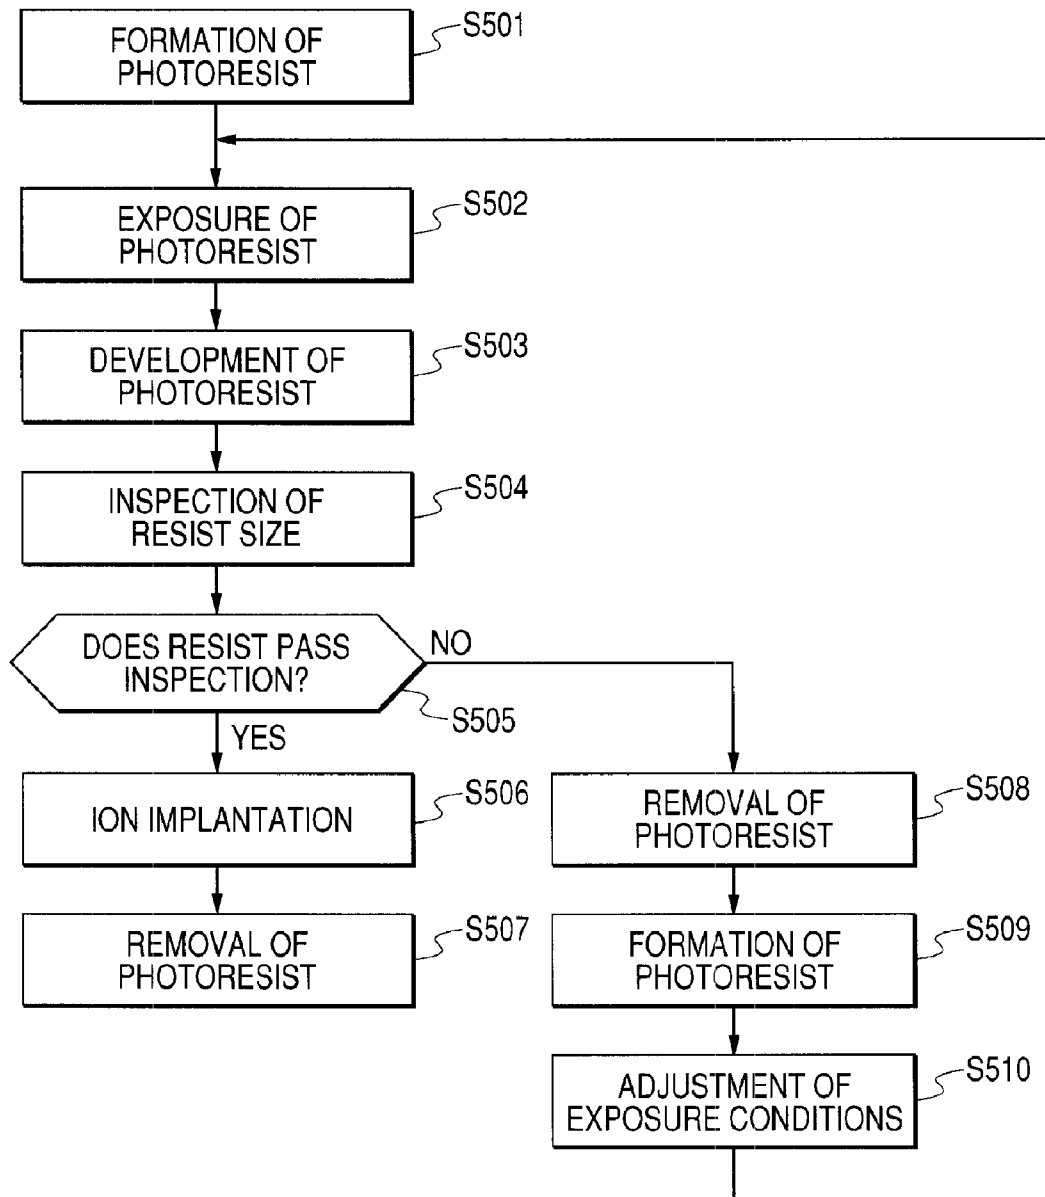 FORMATION OF
PHOTORESIST
S501
EXPOSURE OF
PHOTORESIST
S502
DEVELOPMENT OF
PHOTORESIST
S503
INSPECTION OF
RESIST SIZE
S504
DOES RESIST PASS
INSPECTION?
NO
S505
YES
ION IMPLANTATION
S506
REMOVAL OF
PHOTORESIST
S508
REMOVAL OF
PHOTORESIST
S507
FORMATION OF
PHOTORESIST
S509
ADJUSTMENT OF
EXPOSURE CONDITIONS
S510